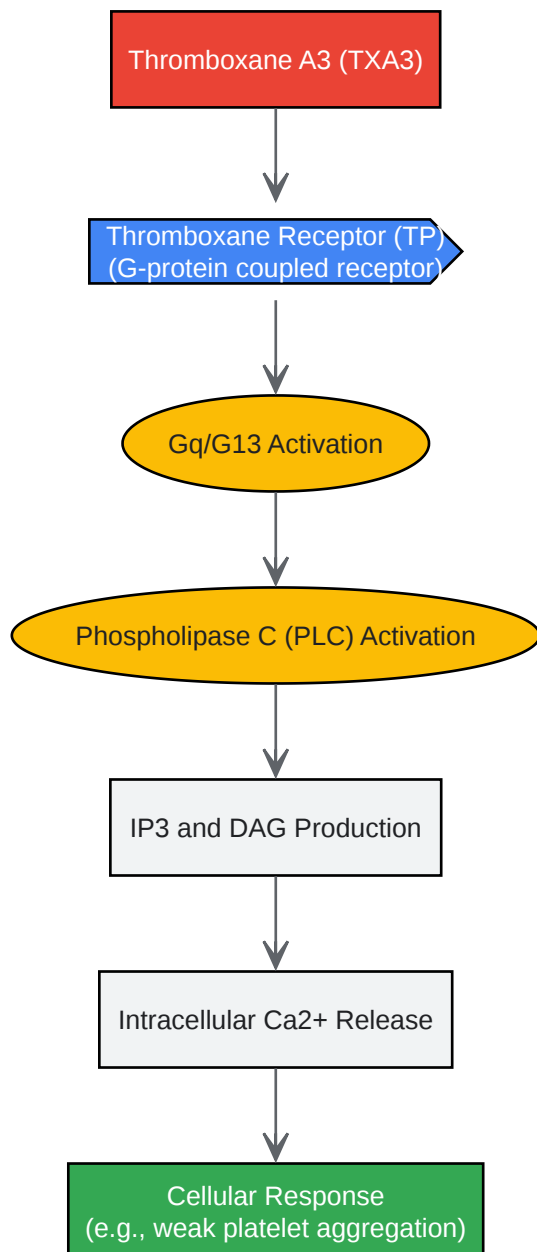 Thromboxane A3 (TXA3)
Thromboxane Receptor (TP)
(G-protein coupled receptor)
Gq/G13 Activation
Phospholipase C (PLC) Activation
IP3 and DAG Production
Intracellular Ca2+ Release
Cellular Response
(e.g., weak platelet aggregation)